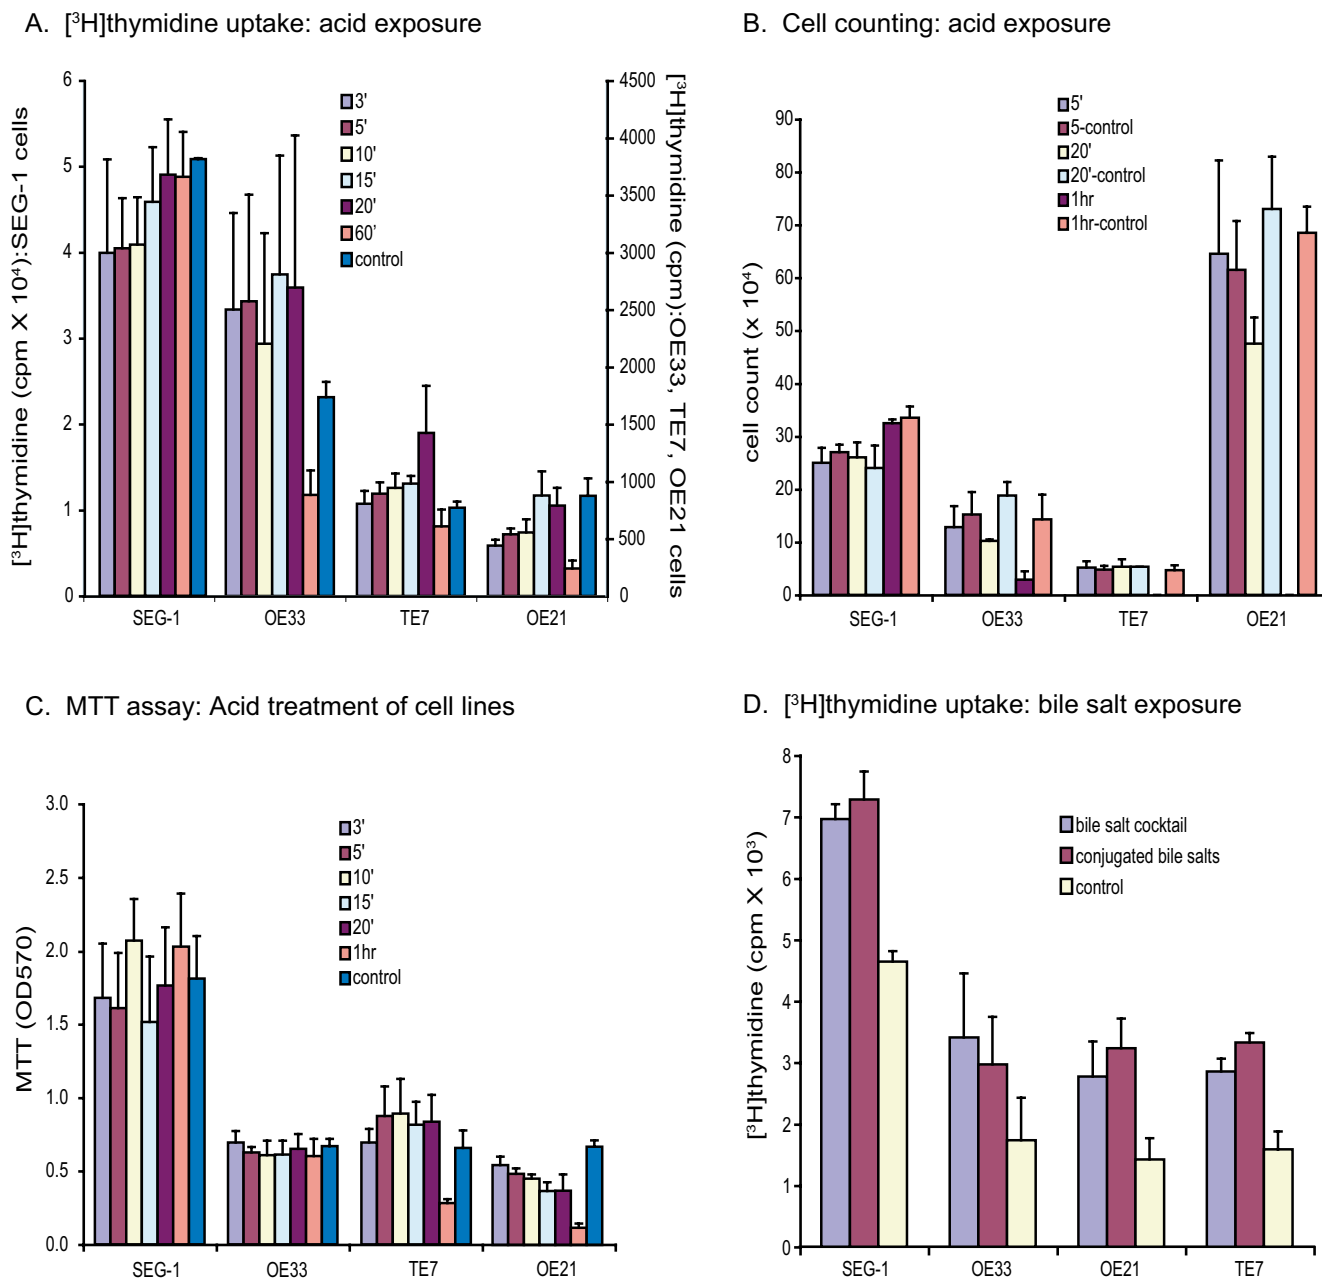 A. [³H]thymidine uptake: acid exposure
[³H]thymidine (cpm X 10⁴):SEG-1 cells
6
5
4
3
2
1
0
3'
5'
10'
15'
20'
60'
control
4500
4000
3500
3000
2500
2000
1500
1000
500
0
[³H]thymidine (cpm):OE33, TE7, OE21 cells
SEG-1 OE33 TE7 OE21
B. Cell counting: acid exposure
cell count (x 10⁴)
90
80
70
60
50
40
30
20
10
0
5'
5-control
20'
20'-control
1hr
1hr-control
SEG-1 OE33 TE7 OE21
C. MTT assay: Acid treatment of cell lines
MTT (OD570)
3.0
2.5
2.0
1.5
1.0
0.5
0.0
3'
5'
10'
15'
20'
1hr
control
SEG-1 OE33 TE7 OE21
D. [³H]thymidine uptake: bile salt exposure
[³H]thymidine (cpm X 10³)
8
7
6
5
4
3
2
1
0
bile salt cocktail
conjugated bile salts
control
SEG-1 OE33 OE21 TE7